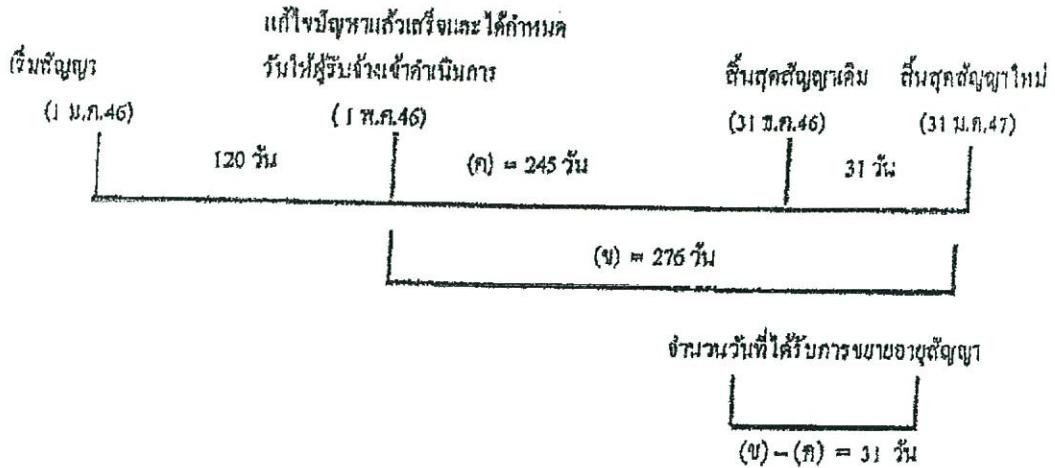 แก้ไขปัญหาแล้วเสร็จและได้กำหนด
เริ่มสัญญา วันให้ผู้รับจ้างเข้าดำเนินการ สิ้นสุดสัญญาเดิม สิ้นสุดสัญญาใหม่
(1 ม.ค.46) (1 พ.ค.46) (31 ธ.ค.46) (31 ม.ค.47)
120 วัน (ค) = 245 วัน 31 วัน
(ข) = 276 วัน
จำนวนวันที่ได้รับการขยายอายุสัญญา
(ข) – (ค) = 31 วัน